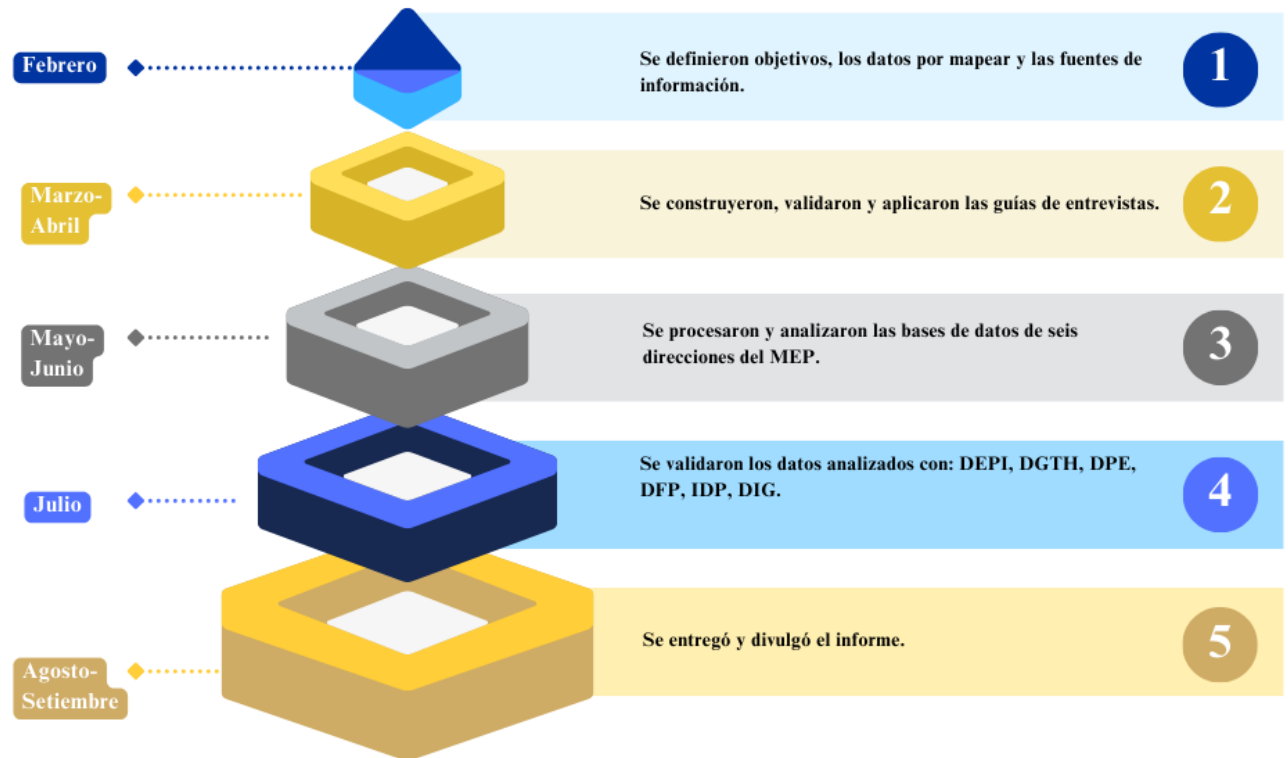 Febrero
Se definieron objetivos, los datos por mapear y las fuentes de
información.
1
Marzo-
Abril
Se construyeron, validaron y aplicaron las guías de entrevistas.
2
Mayo-
Junio
Se procesaron y analizaron las bases de datos de seis
direcciones del MEP.
3
Julio
Se validaron los datos analizados con: DEPI, DGTH, DPE,
DFP, IDP, DIG.
4
Agosto-
Setiembre
Se entregó y divulgó el informe.
5